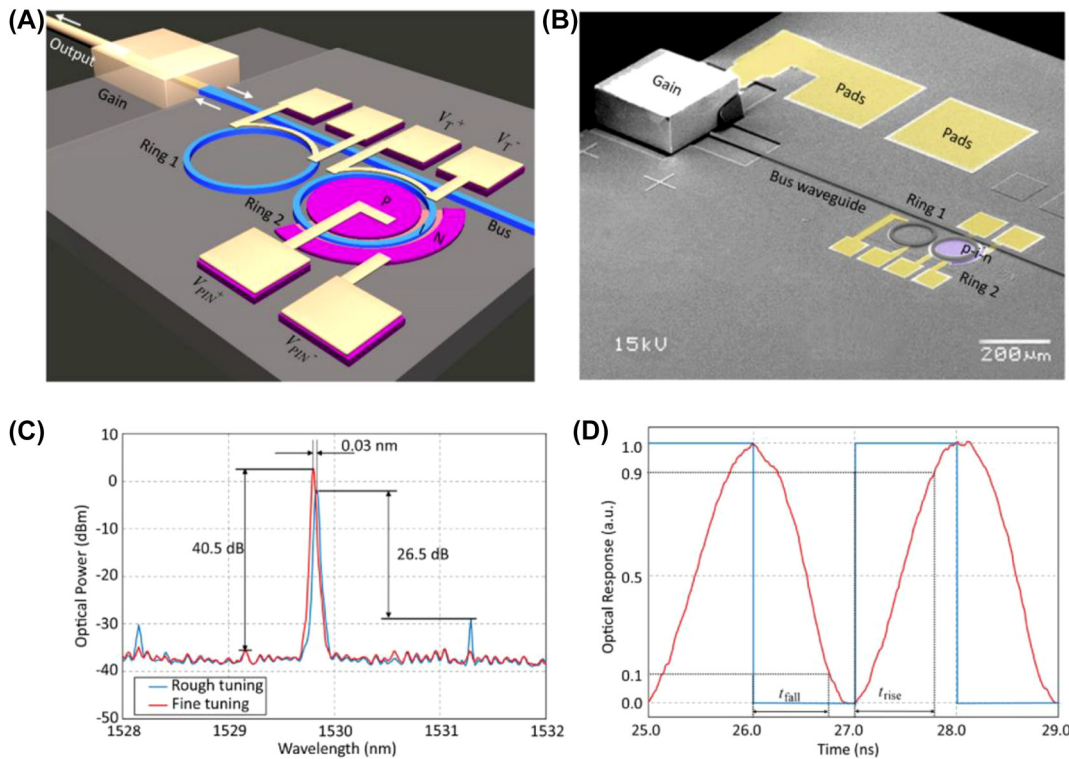 (A)
Output
Gain
Ring 1
Ring 2
P
I
N
Bus
V_T^+
V_T^-
V_PIN^+
V_PIN^-
(B)
Gain
Pads
Pads
Bus waveguide
Ring 1
p-i-n
Ring 2
15kV
200μm
(C)
10
0
-10
-20
-30
-40
-50
Optical Power (dBm)
0.03 nm
40.5 dB
26.5 dB
Rough tuning
Fine tuning
1528
1529
1530
1531
1532
Wavelength (nm)
(D)
1.0
0.9
0.5
0.1
0.0
Optical Response (a.u.)
t_fall
t_rise
25.0
26.0
27.0
28.0
29.0
Time (ns)